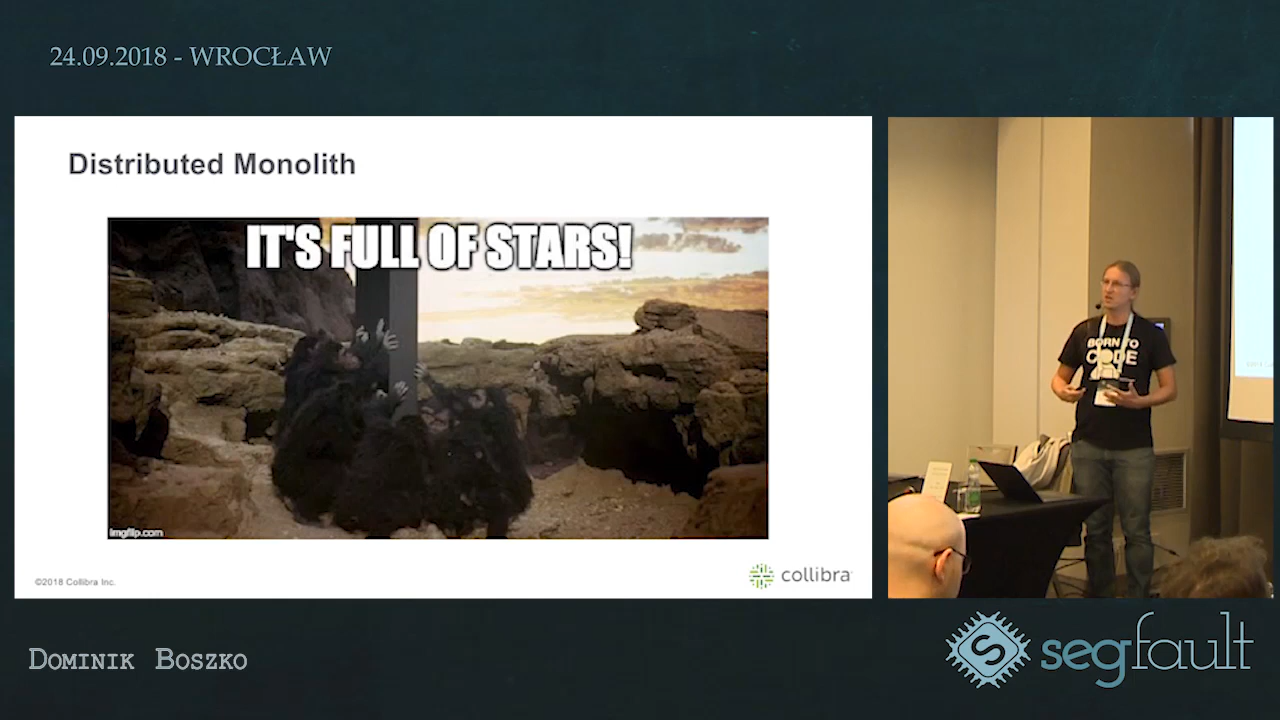 24.09.2018 - WROCŁAW
Distributed Monolith
IT'S FULL OF STARS!
imgflip.com
©2018 Collibra Inc.
collibra
BORN TO
CODE
DOMINIK BOSZKO
S segfault